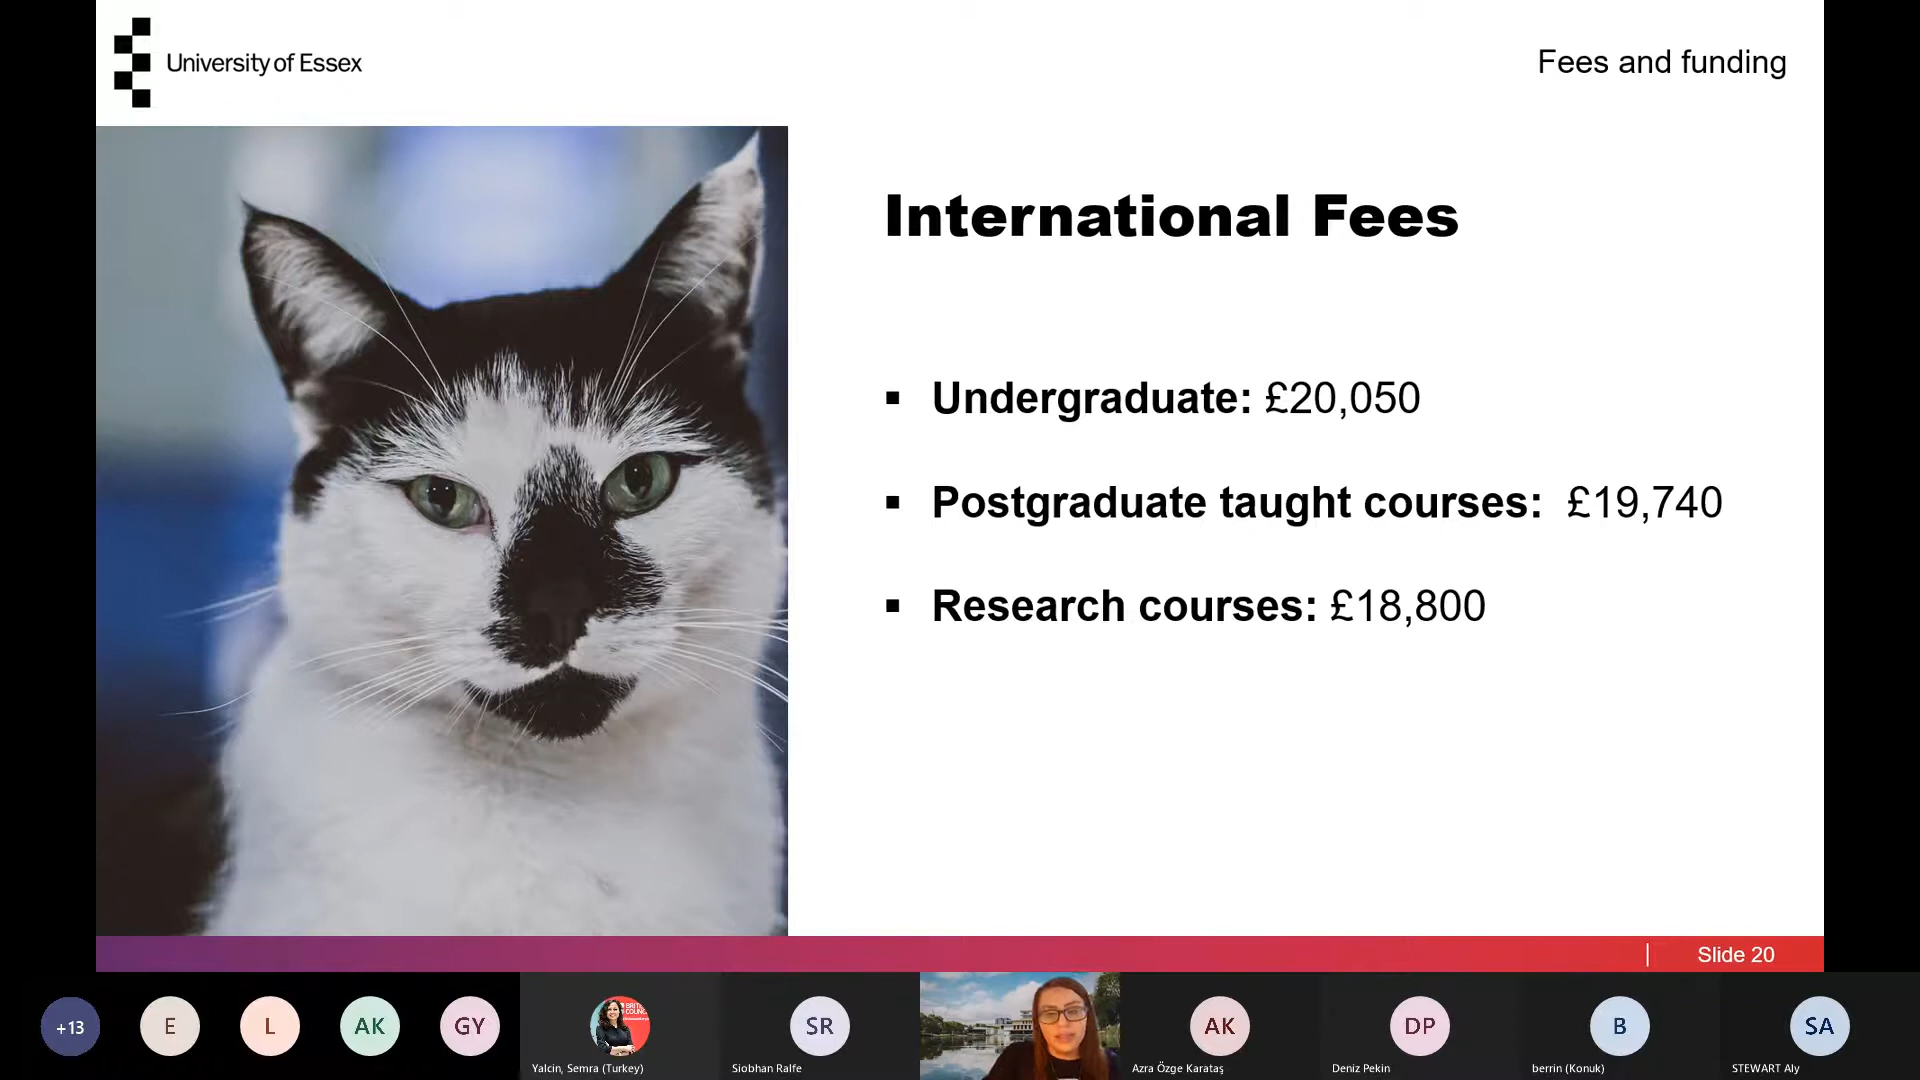 University of Essex
Fees and funding
International Fees
▪ Undergraduate: £20,050
▪ Postgraduate taught courses: £19,740
▪ Research courses: £18,800
Slide 20
+13
E
L
AK
GY
SR
AK
DP
B
SA
Yalcin, Semra (Turkey)
Siobhan Ralfe
Azra Özge Karataş
Deniz Pekin
berrin (Konuk)
STEWART Aly